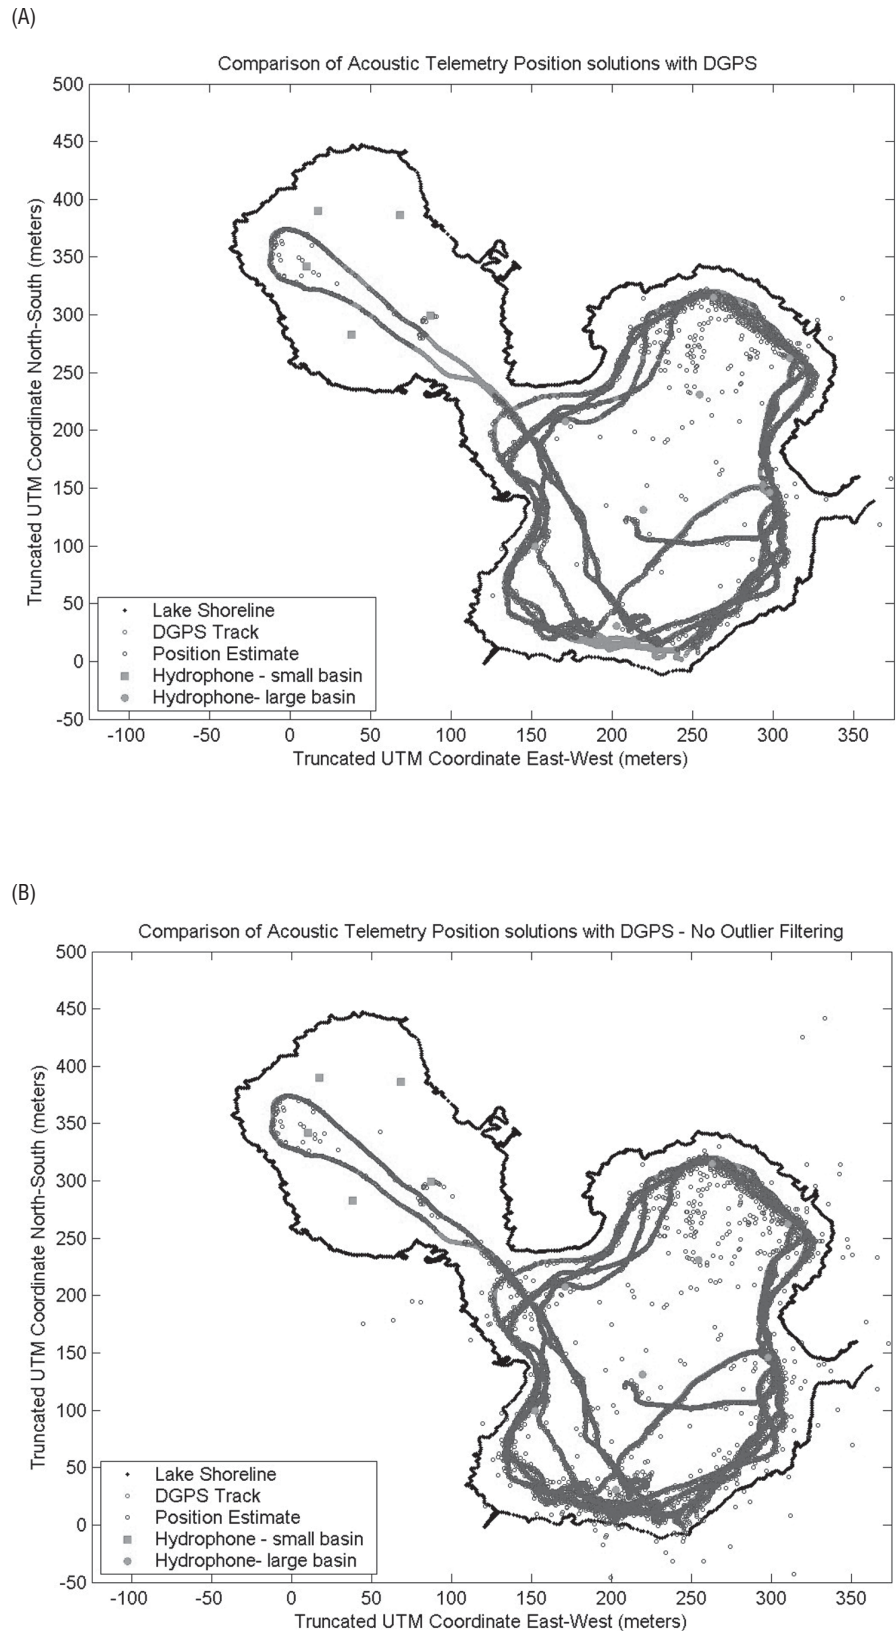 (A)
Comparison of Acoustic Telemetry Position solutions with DGPS
500
450
400
350
300
250
200
150
100
50
0
-50
Truncated UTM Coordinate North-South (meters)
Lake Shoreline
DGPS Track
Position Estimate
Hydrophone - small basin
Hydrophone- large basin
-100 -50 0 50 100 150 200 250 300 350
Truncated UTM Coordinate East-West (meters)
(B)
Comparison of Acoustic Telemetry Position solutions with DGPS - No Outlier Filtering
500
450
400
350
300
250
200
150
100
50
0
-50
Truncated UTM Coordinate North-South (meters)
Lake Shoreline
DGPS Track
Position Estimate
Hydrophone - small basin
Hydrophone- large basin
-100 -50 0 50 100 150 200 250 300 350
Truncated UTM Coordinate East-West (meters)